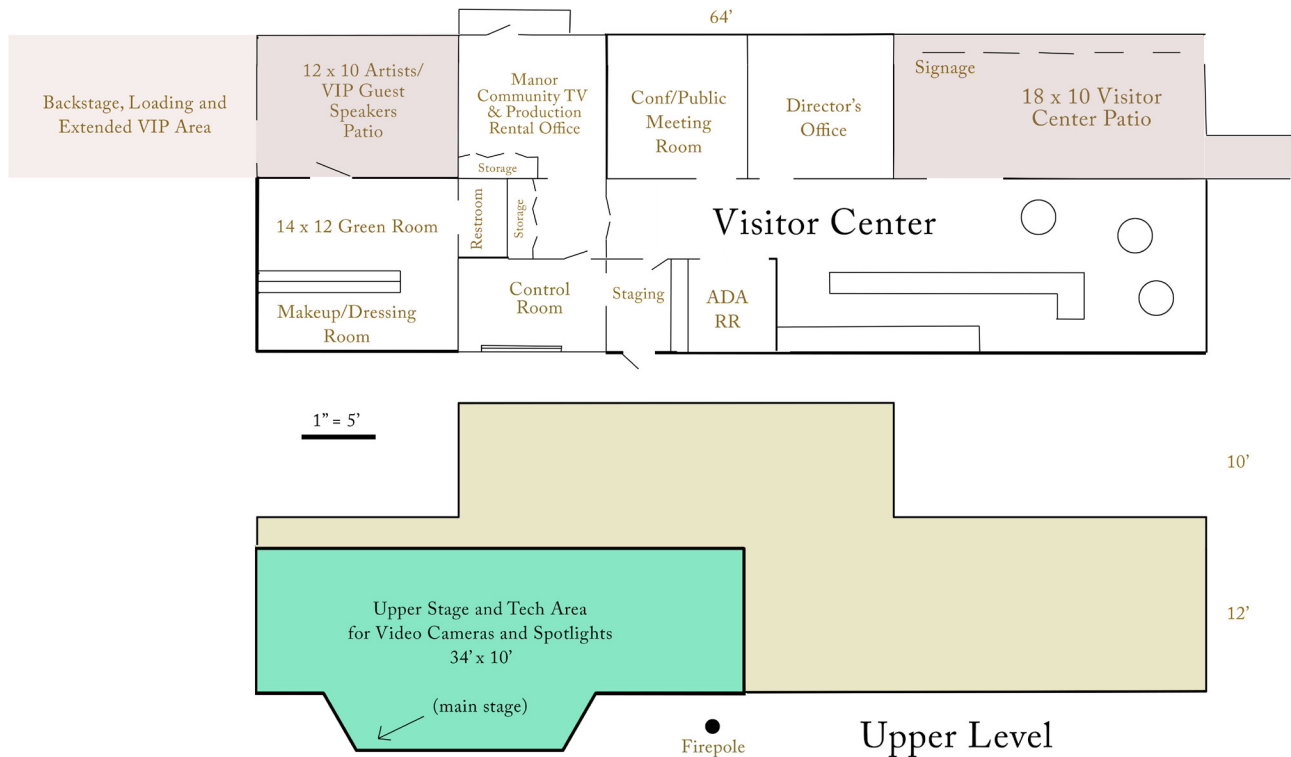 64’
Backstage, Loading and
Extended VIP Area
12 x 10 Artists/
VIP Guest
Speakers
Patio
Manor
Community TV
& Production
Rental Office
Storage
Conf/Public
Meeting
Room
Director’s
Office
Signage
18 x 10 Visitor
Center Patio
14 x 12 Green Room
Restroom
Storage
Visitor Center
Makeup/Dressing
Room
Control
Room
Staging
ADA
RR
1” = 5’
10’
12’
Upper Stage and Tech Area
for Video Cameras and Spotlights
34’ x 10’
(main stage)
Firepole
Upper Level